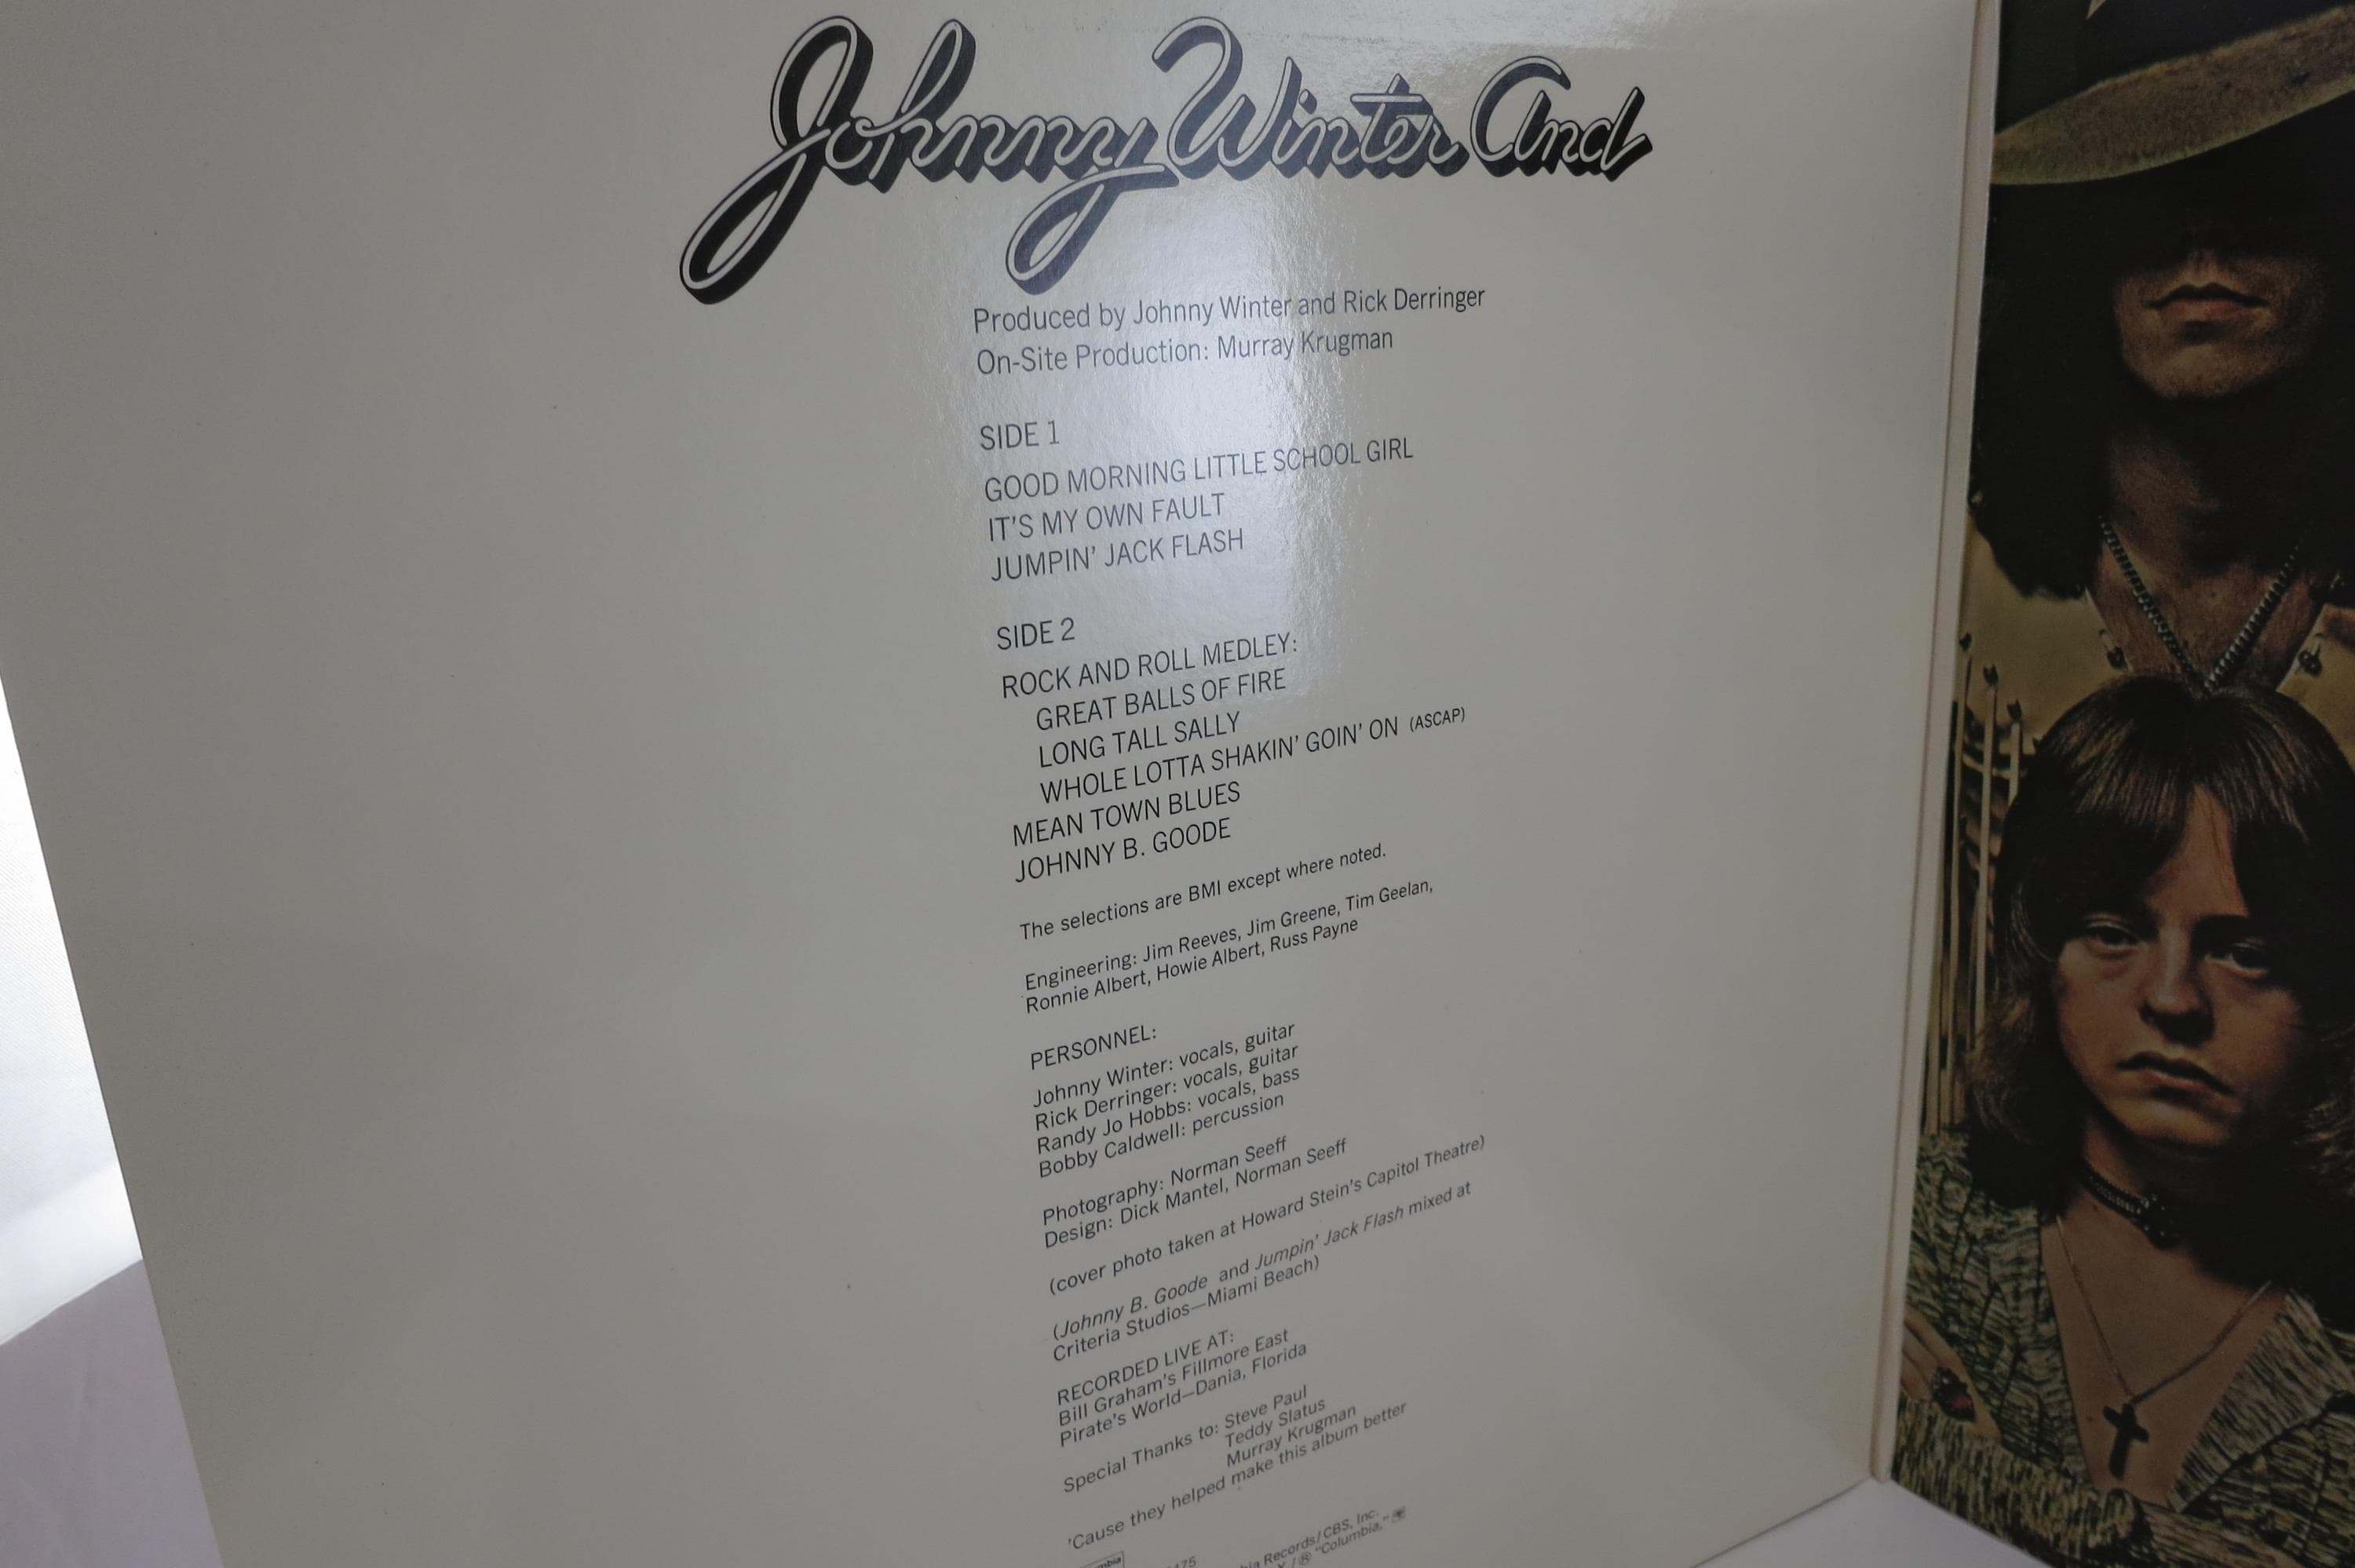 Johnny Winter And
Produced by Johnny Winter and Rick Derringer
On-Site Production: Murray Krugman
SIDE 1
GOOD MORNING LITTLE SCHOOL GIRL
IT'S MY OWN FAULT
JUMPIN' JACK FLASH
SIDE 2
ROCK AND ROLL MEDLEY:
GREAT BALLS OF FIRE
LONG TALL SALLY
WHOLE LOTTA SHAKIN' GOIN' ON (ASCAP)
MEAN TOWN BLUES
JOHNNY B. GOODE
The selections are BMI except where noted.
Engineering: Jim Reeves, Jim Greene, Tim Geelan,
Ronnie Albert, Howie Albert, Russ Payne
PERSONNEL:
Johnny Winter: vocals, guitar
Rick Derringer: vocals, guitar
Randy Jo Hobbs: vocals, bass
Bobby Caldwell: percussion
Photography: Norman Seeff
Design: Dick Mantel, Norman Seeff
(cover photo taken at Howard Stein's Capitol Theatre)
(Johnny B. Goode and Jumpin' Jack Flash mixed at
Criteria Studios—Miami Beach)
RECORDED LIVE AT:
Bill Graham's Fillmore East
Pirate's World—Dania, Florida
Special Thanks to: Steve Paul
Teddy Slatus
Murray Krugman
'Cause they helped make this album better
Records/CBS, Inc.
® "Columbia,"